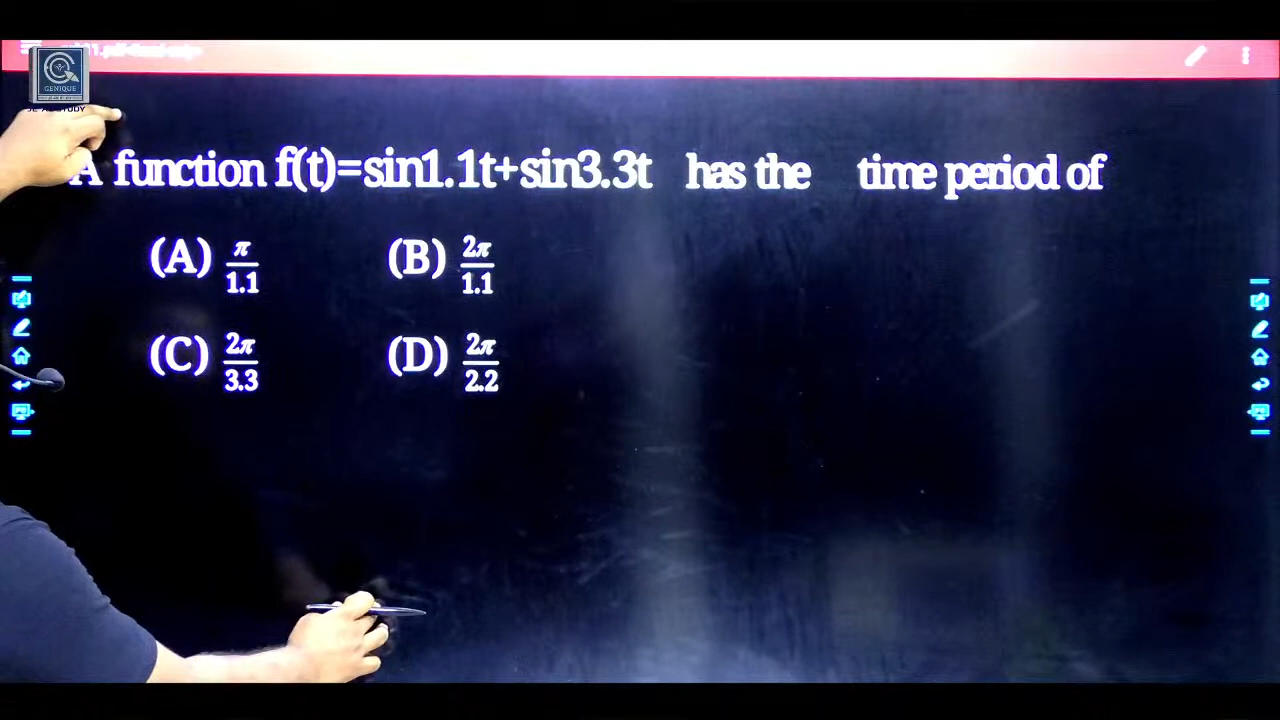 GENIQUE
A function f(t)=sin1.1t+sin3.3t has the time period of
(A) π/1.1 (B) 2π/1.1
(C) 2π/3.3 (D) 2π/2.2